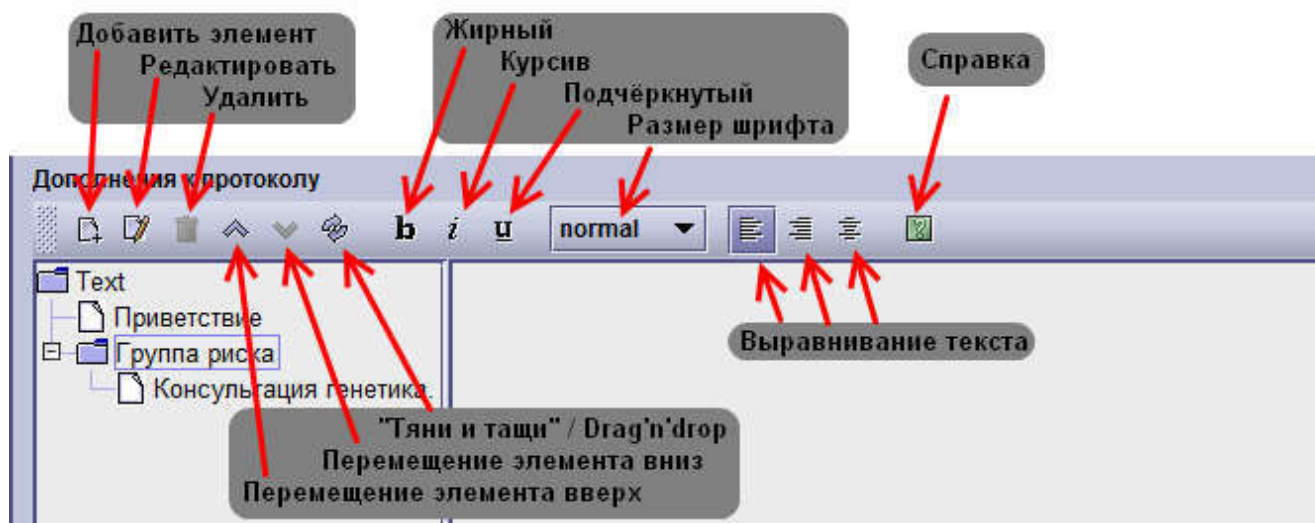 Добавить элемент
Редактировать
Удалить
Жирный
Курсив
Подчёркнутый
Размер шрифта
Справка
Дополнения к протоколу
b i u normal
Text
Приветствие
Группа риска
Консультация генетика.
Выравнивание текста
"Тяни и тащи" / Drag'n'drop
Перемещение элемента вниз
Перемещение элемента вверх